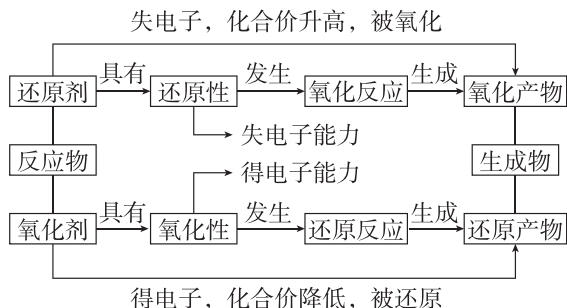 失电子，化合价升高，被氧化
具有 发生 生成
还原剂 还原性 氧化反应 氧化产物
失电子能力
反应物 生成物
得电子能力
具有 发生 生成
氧化剂 氧化性 还原反应 还原产物
得电子，化合价降低，被还原